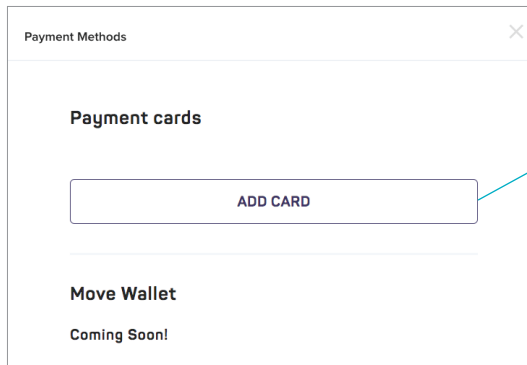 Payment Methods
Payment cards
ADD CARD
Move Wallet
Coming Soon!